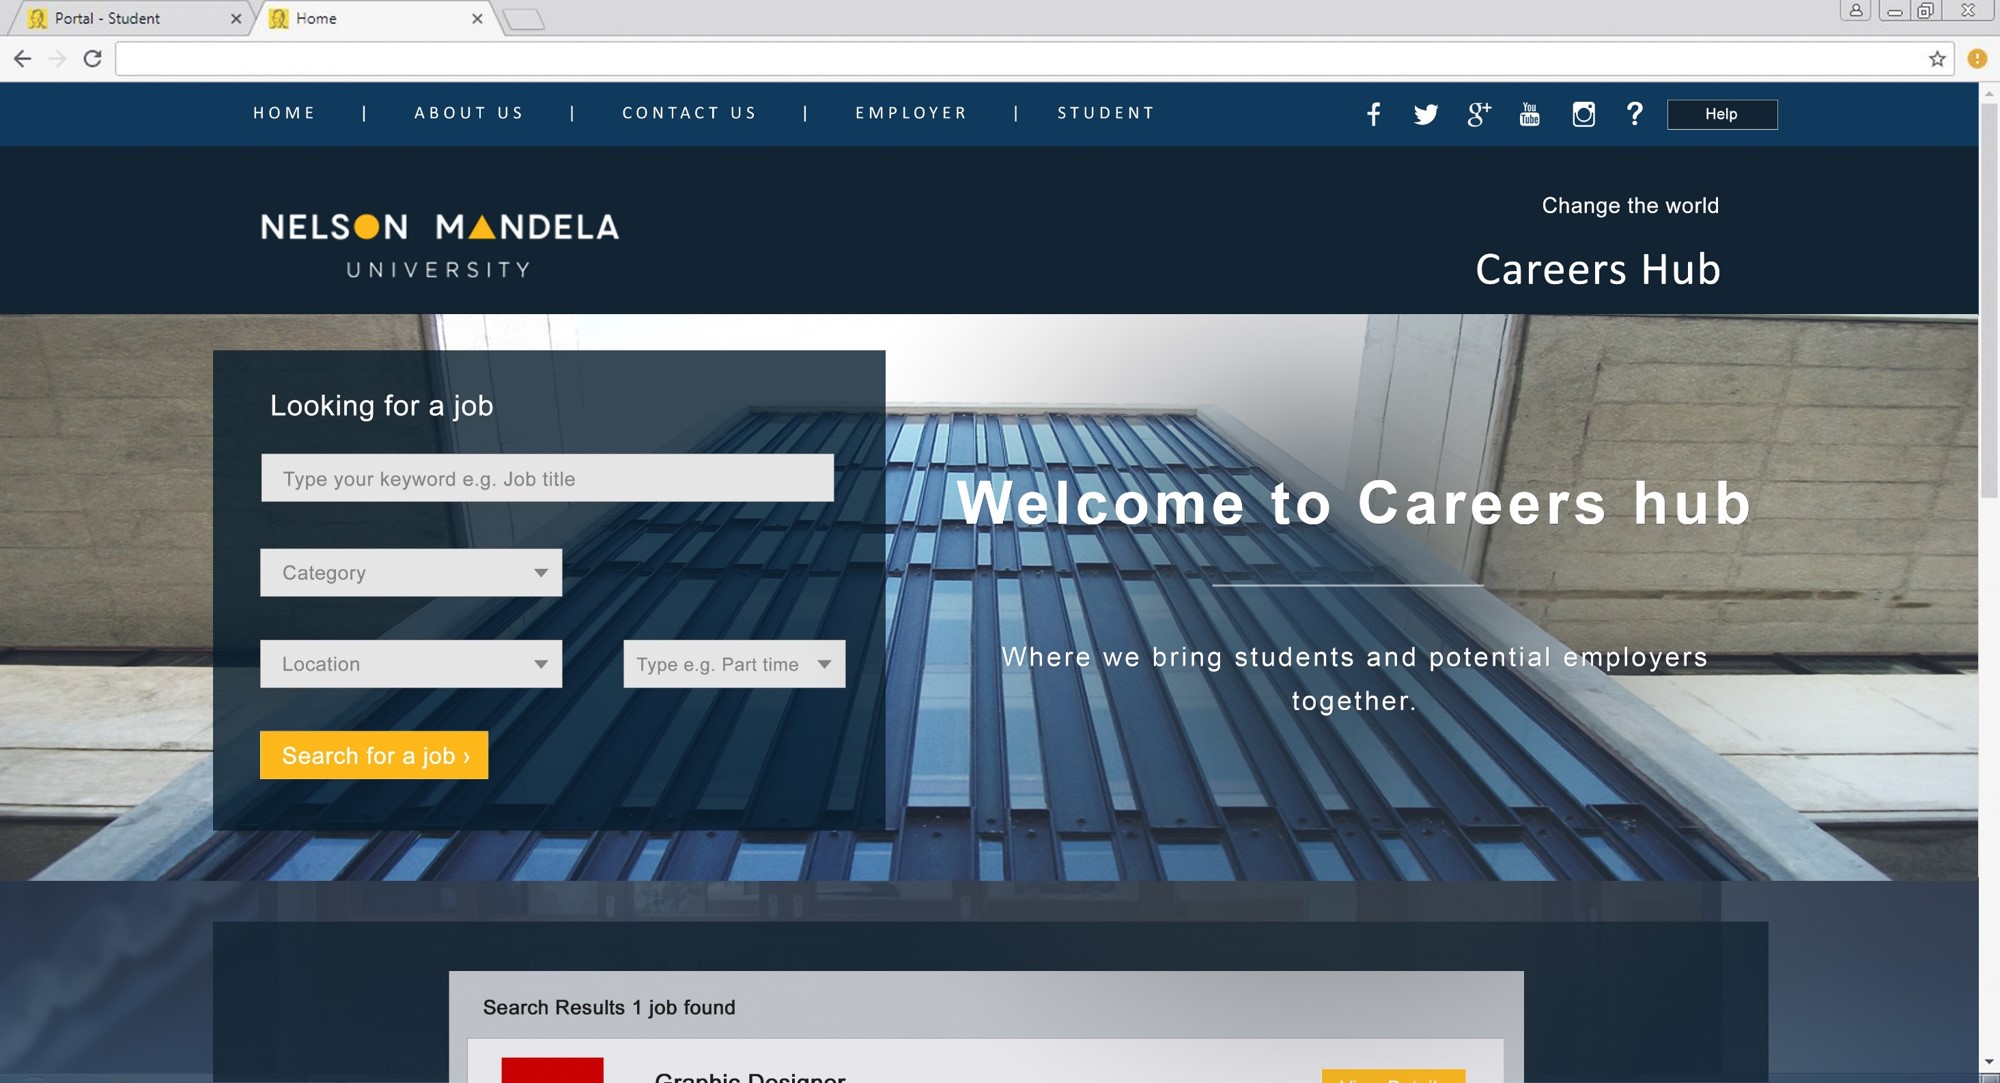 Portal - Student
Home
HOME | ABOUT US | CONTACT US | EMPLOYER | STUDENT
You
Tube
?
Help
NELSON MANDELA
UNIVERSITY
Change the world
Careers Hub
Looking for a job
Type your keyword e.g. Job title
Category
Location
Type e.g. Part time
Search for a job ›
Welcome to Careers hub
Where we bring students and potential employers
together.
Search Results 1 job found
Graphic Designer